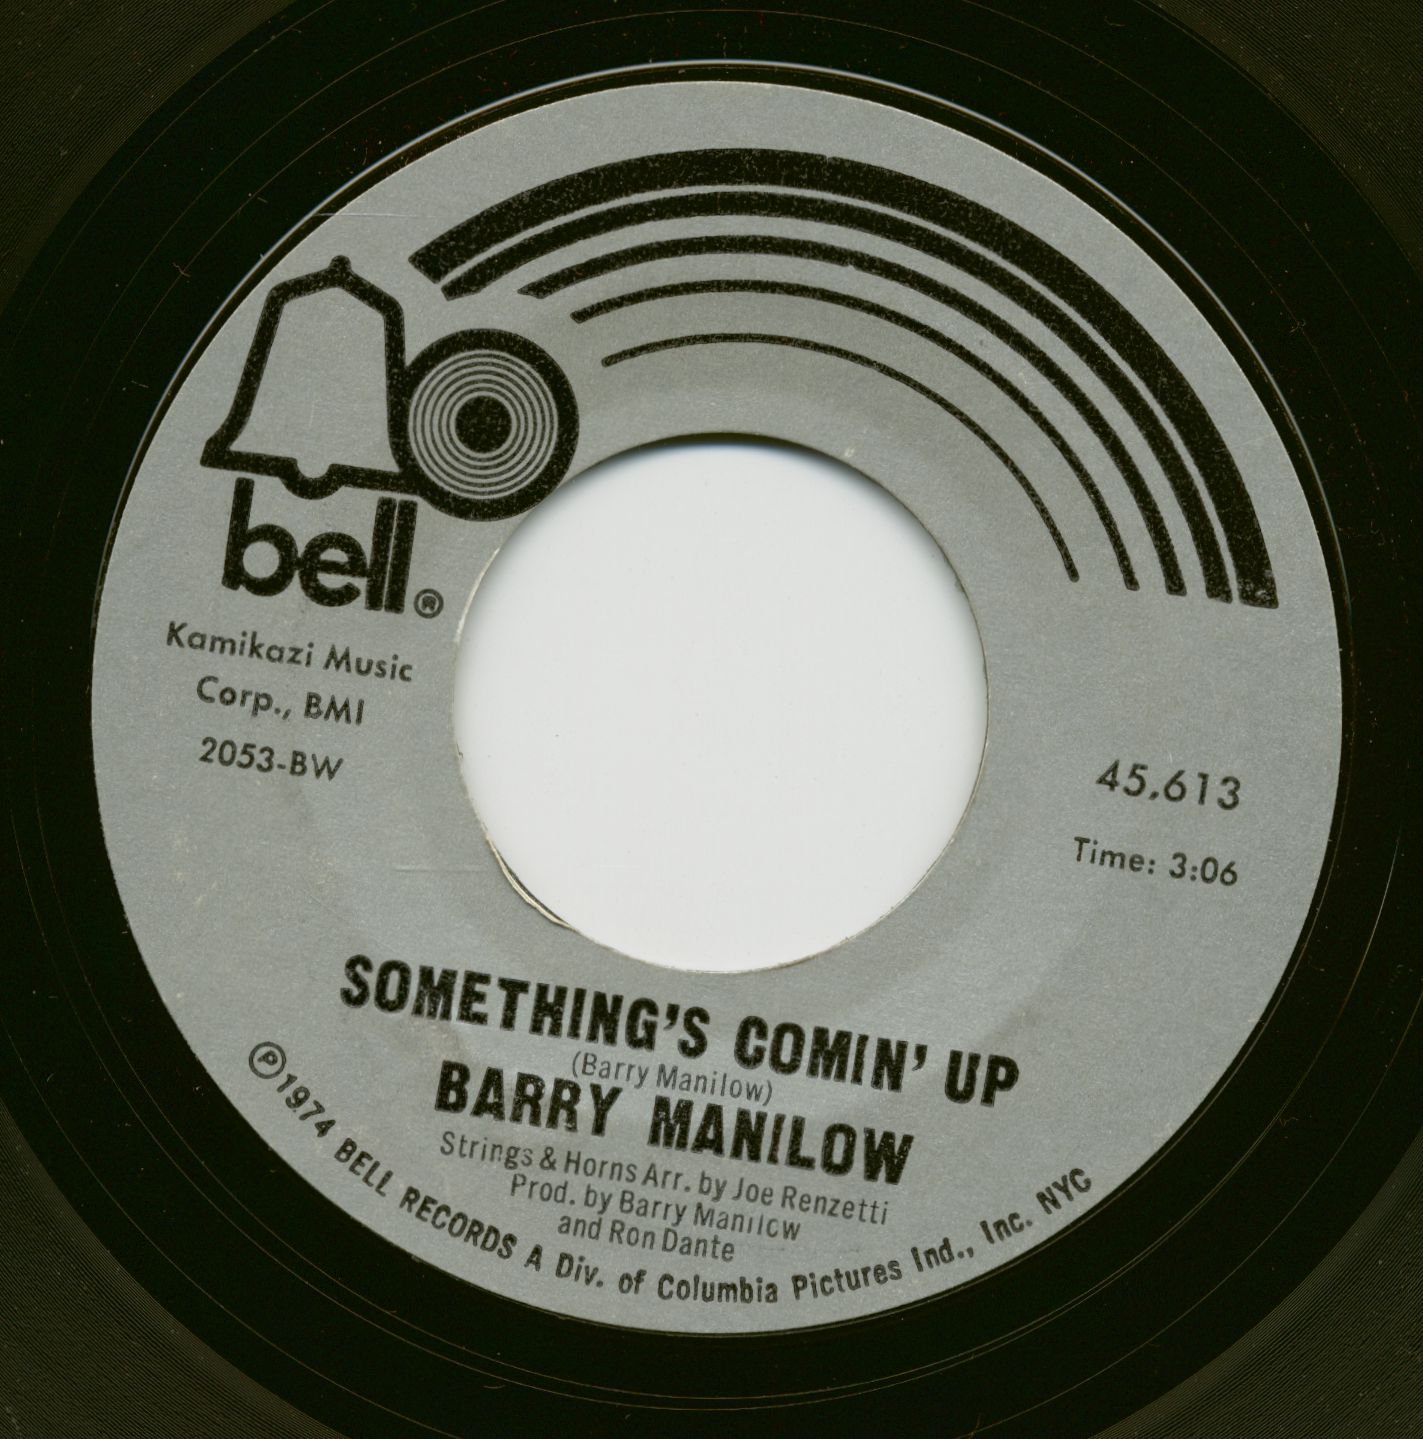 bell®
Kamikazi Music
Corp., BMI
2053-BW
45,613
Time: 3:06
SOMETHING'S COMIN' UP
(Barry Manilow)
BARRY MANILOW
Strings & Horns Arr. by Joe Renzetti
Prod. by Barry Manilow
and Ron Dante
℗1974 BELL RECORDS A Div. of Columbia Pictures Ind., Inc. NYC